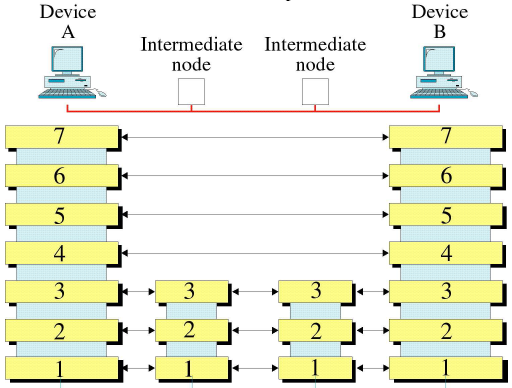 Device
A
Intermediate
node
Intermediate
node
Device
B
7 7
6 6
5 5
4 4
3 3 3 3
2 2 2 2
1 1 1 1